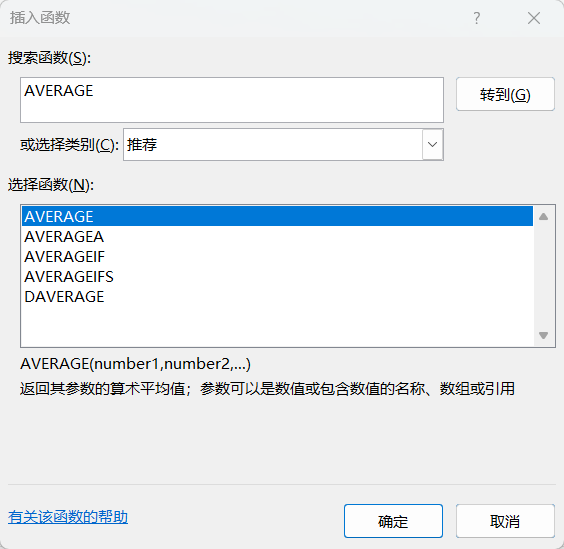 插入函数
?
搜索函数(S):
AVERAGE
转到(G)
或选择类别(C): 推荐
选择函数(N):
AVERAGE
AVERAGEA
AVERAGEIF
AVERAGEIFS
DAVERAGE
AVERAGE(number1,number2,...)
返回其参数的算术平均值；参数可以是数值或包含数值的名称、数组或引用
有关该函数的帮助
确定
取消